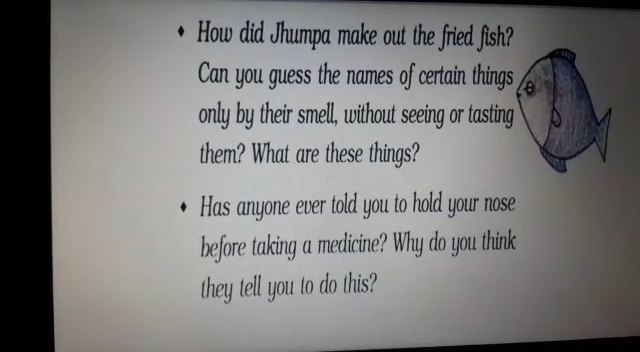 ♦ How did Jhumpa make out the fried fish?
Can you guess the names of certain things
only by their smell, without seeing or tasting
them? What are these things?
♦ Has anyone ever told you to hold your nose
before taking a medicine? Why do you think
they tell you to do this?